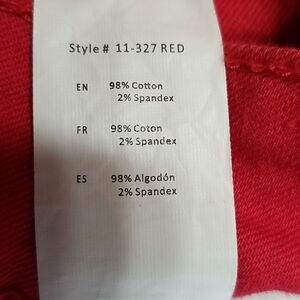 Style # 11-327 RED
EN 98% Cotton
2% Spandex
FR 98% Coton
2% Spandex
ES 98% Algodón
2% Spandex